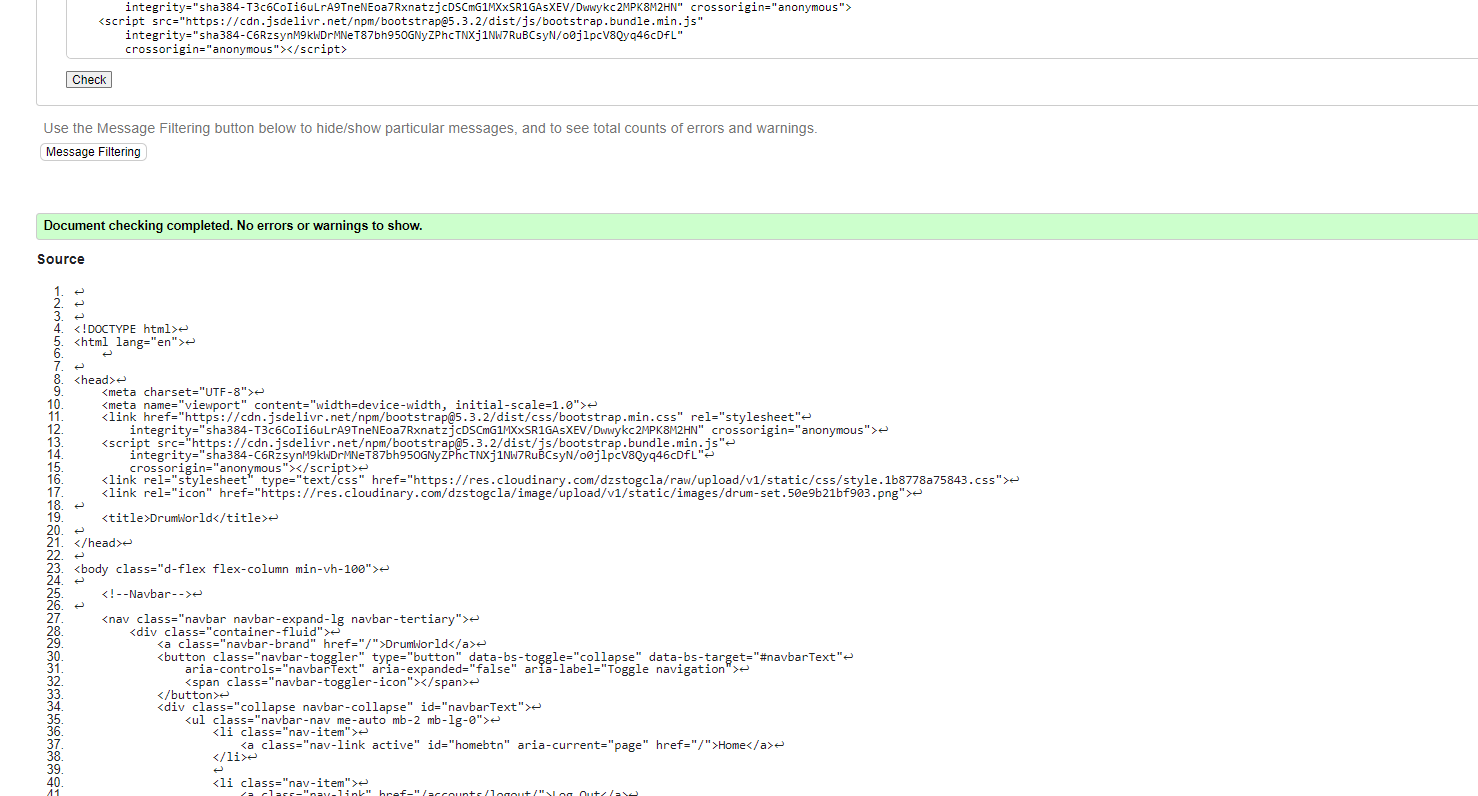 integrity="sha384-T3c6CoIi6uLrA9TneNEoa7RxnatzjcDSCmG1MXxSR1GAsXEV/Dwwykc2MPK8M2HN" crossorigin="anonymous">
<script src="https://cdn.jsdelivr.net/npm/bootstrap@5.3.2/dist/js/bootstrap.bundle.min.js"
integrity="sha384-C6RzsynM9kWDrMNeT87bh95OGNyZPhcTNXj1NW7RuBCsyN/o0jlpcV8Qyq46cDfL"
crossorigin="anonymous"></script>
Check
Use the Message Filtering button below to hide/show particular messages, and to see total counts of errors and warnings.
Message Filtering
Document checking completed. No errors or warnings to show.
Source
1. ↩
2. ↩
3. ↩
4. <!DOCTYPE html>↩
5. <html lang="en">↩
6. ↩
7. ↩
8. <head>↩
9. <meta charset="UTF-8">↩
10. <meta name="viewport" content="width=device-width, initial-scale=1.0">↩
11. <link href="https://cdn.jsdelivr.net/npm/bootstrap@5.3.2/dist/css/bootstrap.min.css" rel="stylesheet"↩
12. integrity="sha384-T3c6CoIi6uLrA9TneNEoa7RxnatzjcDSCmG1MXxSR1GAsXEV/Dwwykc2MPK8M2HN" crossorigin="anonymous">↩
13. <script src="https://cdn.jsdelivr.net/npm/bootstrap@5.3.2/dist/js/bootstrap.bundle.min.js"↩
14. integrity="sha384-C6RzsynM9kWDrMNeT87bh95OGNyZPhcTNXj1NW7RuBCsyN/o0jlpcV8Qyq46cDfL"↩
15. crossorigin="anonymous"></script>↩
16. <link rel="stylesheet" type="text/css" href="https://res.cloudinary.com/dzstogcla/raw/upload/v1/static/css/style.1b8778a75843.css">↩
17. <link rel="icon" href="https://res.cloudinary.com/dzstogcla/image/upload/v1/static/images/drum-set.50e9b21bf903.png">↩
18. ↩
19. <title>DrumWorld</title>↩
20. ↩
21. </head>↩
22. ↩
23. <body class="d-flex flex-column min-vh-100">↩
24. ↩
25. <!--Navbar-->↩
26. ↩
27. <nav class="navbar navbar-expand-lg navbar-tertiary">↩
28. <div class="container-fluid">↩
29. <a class="navbar-brand" href="/">DrumWorld</a>↩
30. <button class="navbar-toggler" type="button" data-bs-toggle="collapse" data-bs-target="#navbarText"↩
31. aria-controls="navbarText" aria-expanded="false" aria-label="Toggle navigation">↩
32. <span class="navbar-toggler-icon"></span>↩
33. </button>↩
34. <div class="collapse navbar-collapse" id="navbarText">↩
35. <ul class="navbar-nav me-auto mb-2 mb-lg-0">↩
36. <li class="nav-item">↩
37. <a class="nav-link active" id="homebtn" aria-current="page" href="/">Home</a>↩
38. </li>↩
39. ↩
40. <li class="nav-item">↩
41. <a class="nav-link" href="/accounts/logout/">Log Out</a>↩